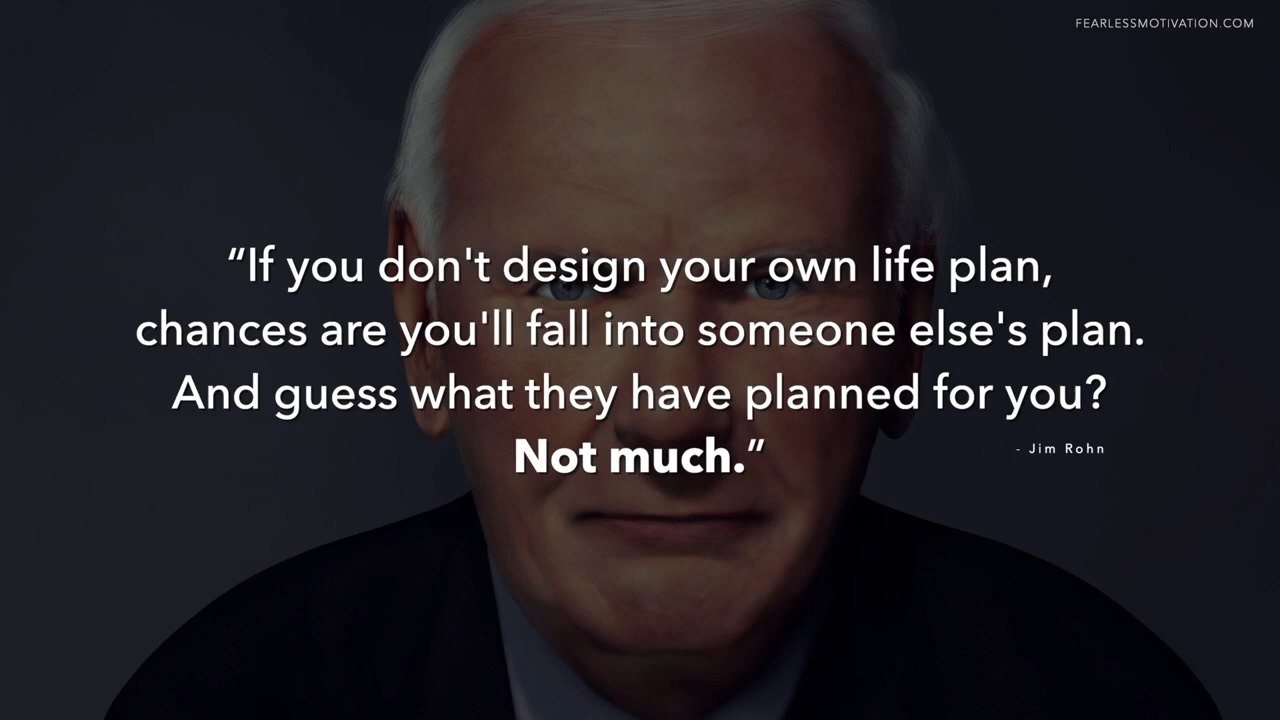 FEARLESSMOTIVATION.COM
“If you don't design your own life plan,
chances are you'll fall into someone else's plan.
And guess what they have planned for you?
Not much.”
- Jim Rohn